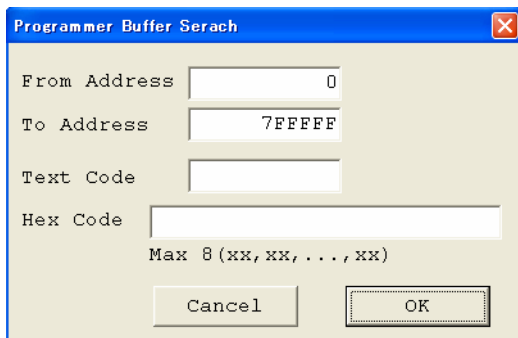 Programmer Buffer Serach
From Address 0
To Address 7FFFFF
Text Code
Hex Code
Max 8(xx,xx,...,xx)
Cancel OK